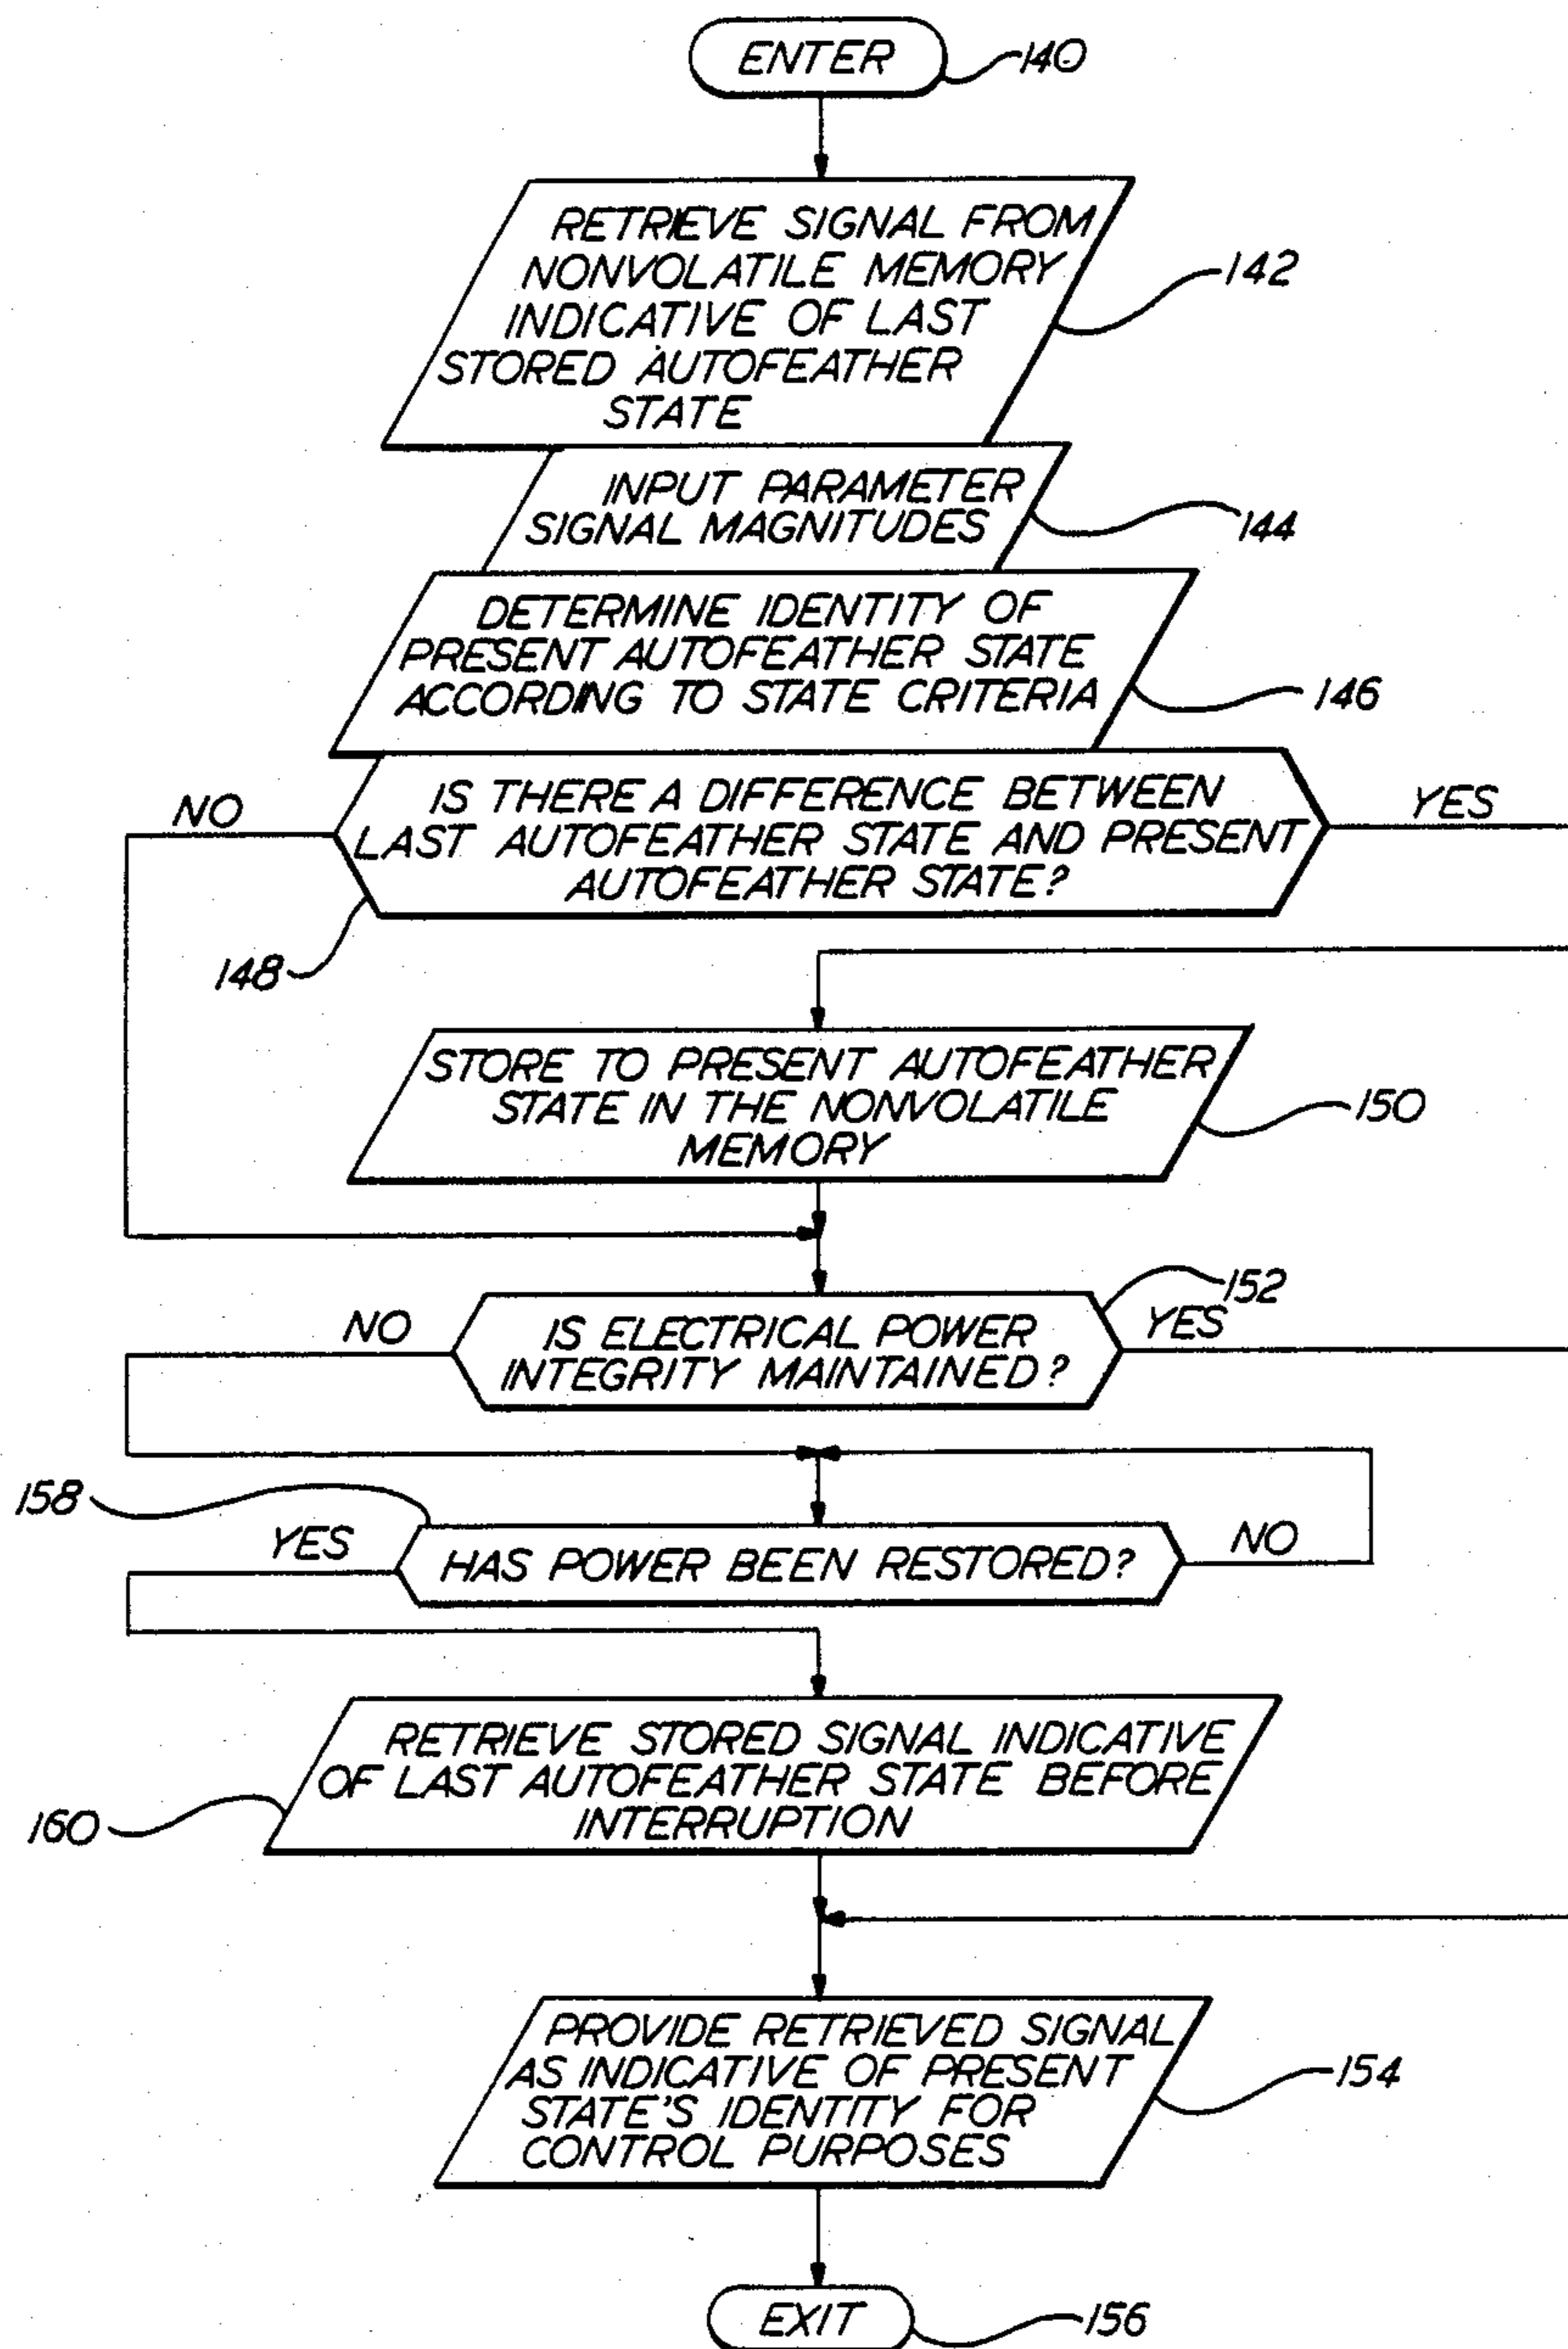 ENTER
140
RETRIEVE SIGNAL FROM
NONVOLATILE MEMORY
INDICATIVE OF LAST
STORED AUTOFEATHER
STATE
142
INPUT PARAMETER
SIGNAL MAGNITUDES
144
DETERMINE IDENTITY OF
PRESENT AUTOFEATHER STATE
ACCORDING TO STATE CRITERIA
146
NO
IS THERE A DIFFERENCE BETWEEN
LAST AUTOFEATHER STATE AND PRESENT
AUTOFEATHER STATE?
YES
148
STORE TO PRESENT AUTOFEATHER
STATE IN THE NONVOLATILE
MEMORY
150
152
NO
IS ELECTRICAL POWER
INTEGRITY MAINTAINED?
YES
158
YES
HAS POWER BEEN RESTORED?
NO
RETRIEVE STORED SIGNAL INDICATIVE
OF LAST AUTOFEATHER STATE BEFORE
INTERRUPTION
160
PROVIDE RETRIEVED SIGNAL
AS INDICATIVE OF PRESENT
STATE'S IDENTITY FOR
CONTROL PURPOSES
154
EXIT
156